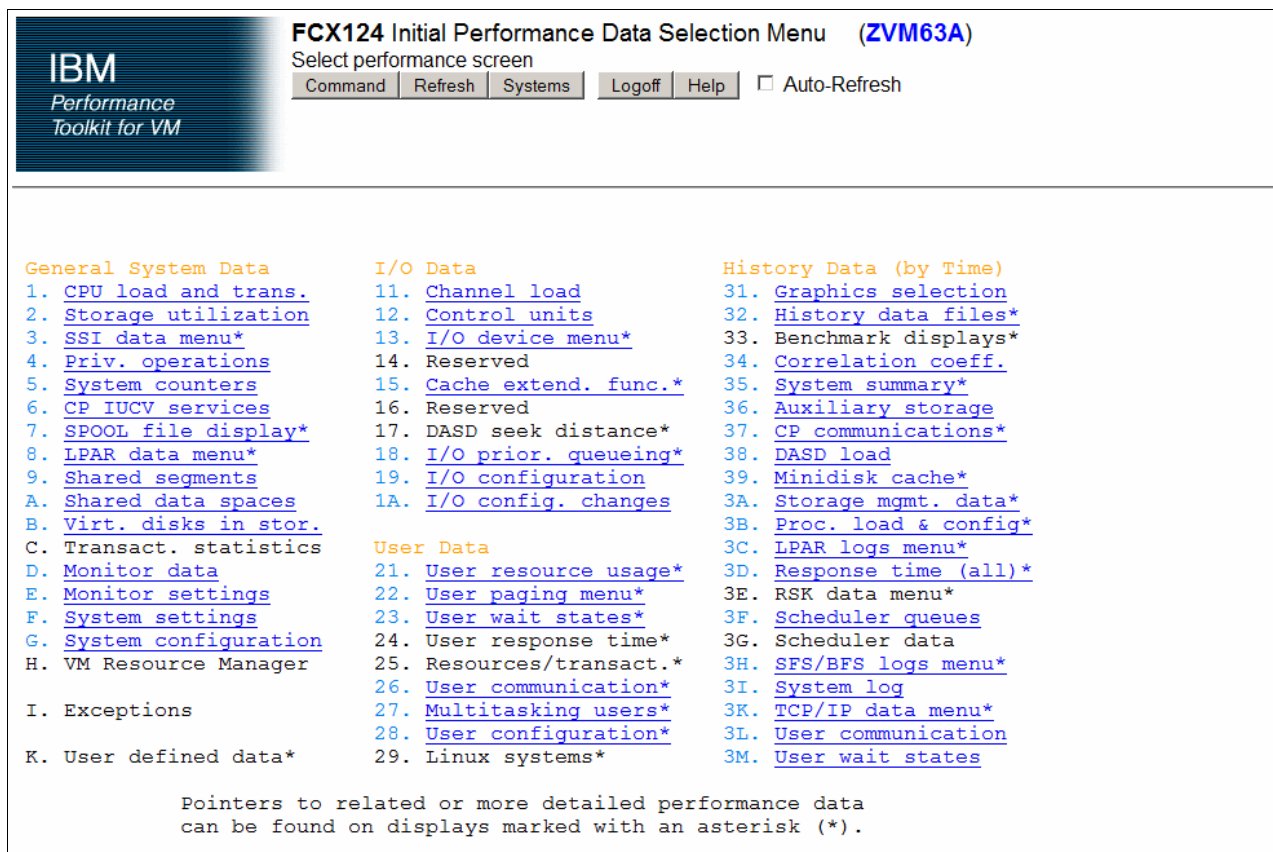 IBM
Performance
Toolkit for VM
FCX124 Initial Performance Data Selection Menu (ZVM63A)
Select performance screen
Command Refresh Systems Logoff Help Auto-Refresh
General System Data I/O Data History Data (by Time)
1. CPU load and trans. 11. Channel load 31. Graphics selection
2. Storage utilization 12. Control units 32. History data files*
3. SSI data menu* 13. I/O device menu* 33. Benchmark displays*
4. Priv. operations 14. Reserved 34. Correlation coeff.
5. System counters 15. Cache extend. func.* 35. System summary*
6. CP IUCV services 16. Reserved 36. Auxiliary storage
7. SPOOL file display* 17. DASD seek distance* 37. CP communications*
8. LPAR data menu* 18. I/O prior. queueing* 38. DASD load
9. Shared segments 19. I/O configuration 39. Minidisk cache*
A. Shared data spaces 1A. I/O config. changes 3A. Storage mgmt. data*
B. Virt. disks in stor. 3B. Proc. load & config*
C. Transact. statistics User Data 3C. LPAR logs menu*
D. Monitor data 21. User resource usage* 3D. Response time (all)*
E. Monitor settings 22. User paging menu* 3E. RSK data menu*
F. System settings 23. User wait states* 3F. Scheduler queues
G. System configuration 24. User response time* 3G. Scheduler data
H. VM Resource Manager 25. Resources/transact.* 3H. SFS/BFS logs menu*
26. User communication* 3I. System log
I. Exceptions 27. Multitasking users* 3K. TCP/IP data menu*
28. User configuration* 3L. User communication
K. User defined data* 29. Linux systems* 3M. User wait states
Pointers to related or more detailed performance data
can be found on displays marked with an asterisk (*).